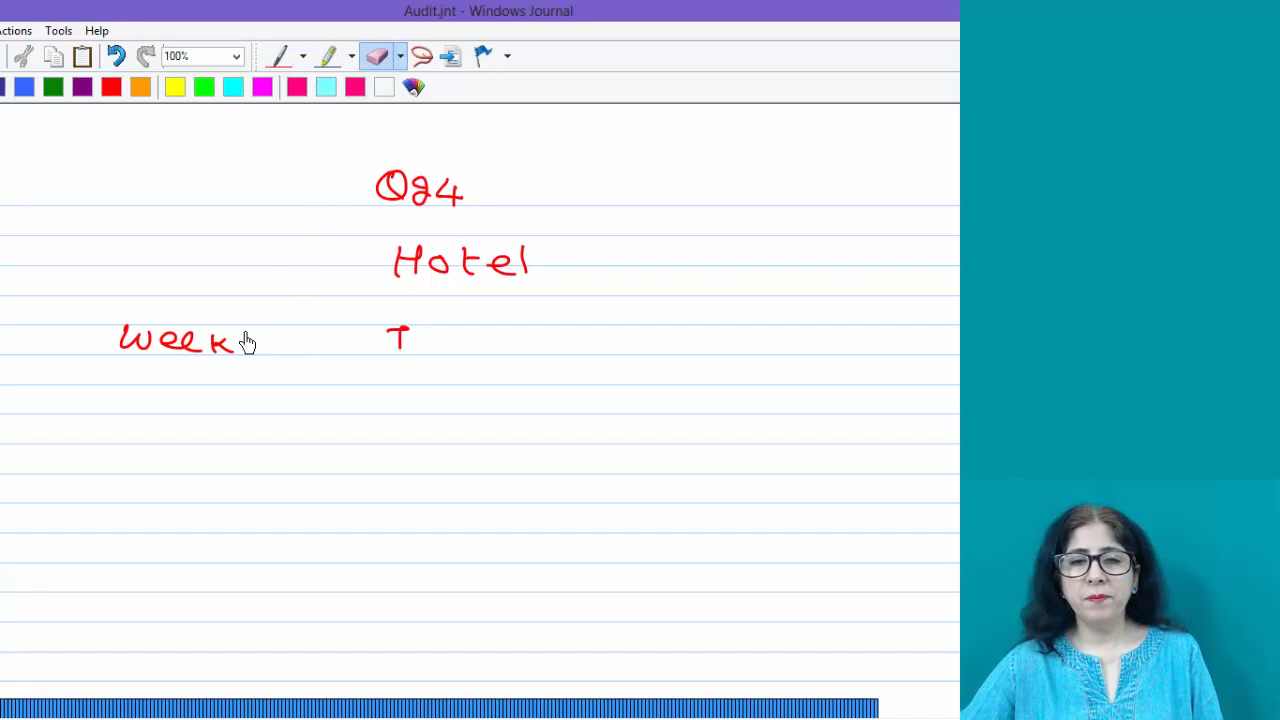 Audit.jnt - Windows Journal
Actions Tools Help
100%
Q24
Hotel
Week T